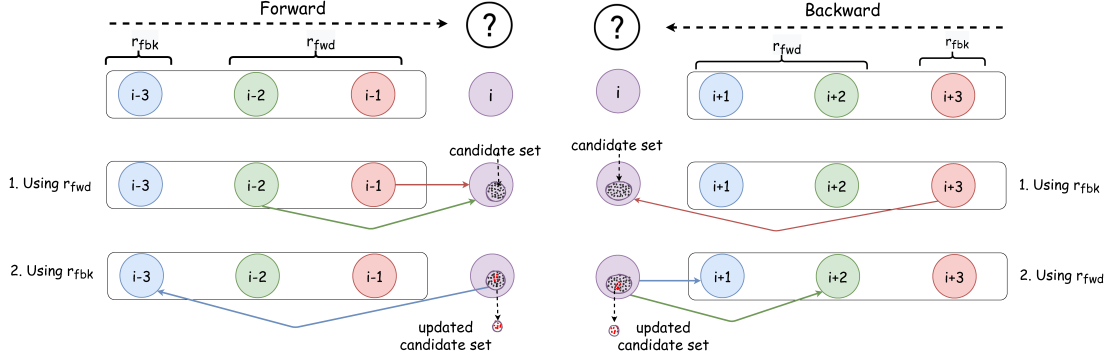 Forward
?
?
Backward
r_fbk
r_fwd
r_fwd
r_fbk
i-3
i-2
i-1
i
i
i+1
i+2
i+3
candidate set
candidate set
1. Using r_fwd
i-3
i-2
i-1
i+1
i+2
i+3
1. Using r_fbk
2. Using r_fbk
i-3
i-2
i-1
i+1
i+2
i+3
2. Using r_fwd
updated
candidate set
updated
candidate set